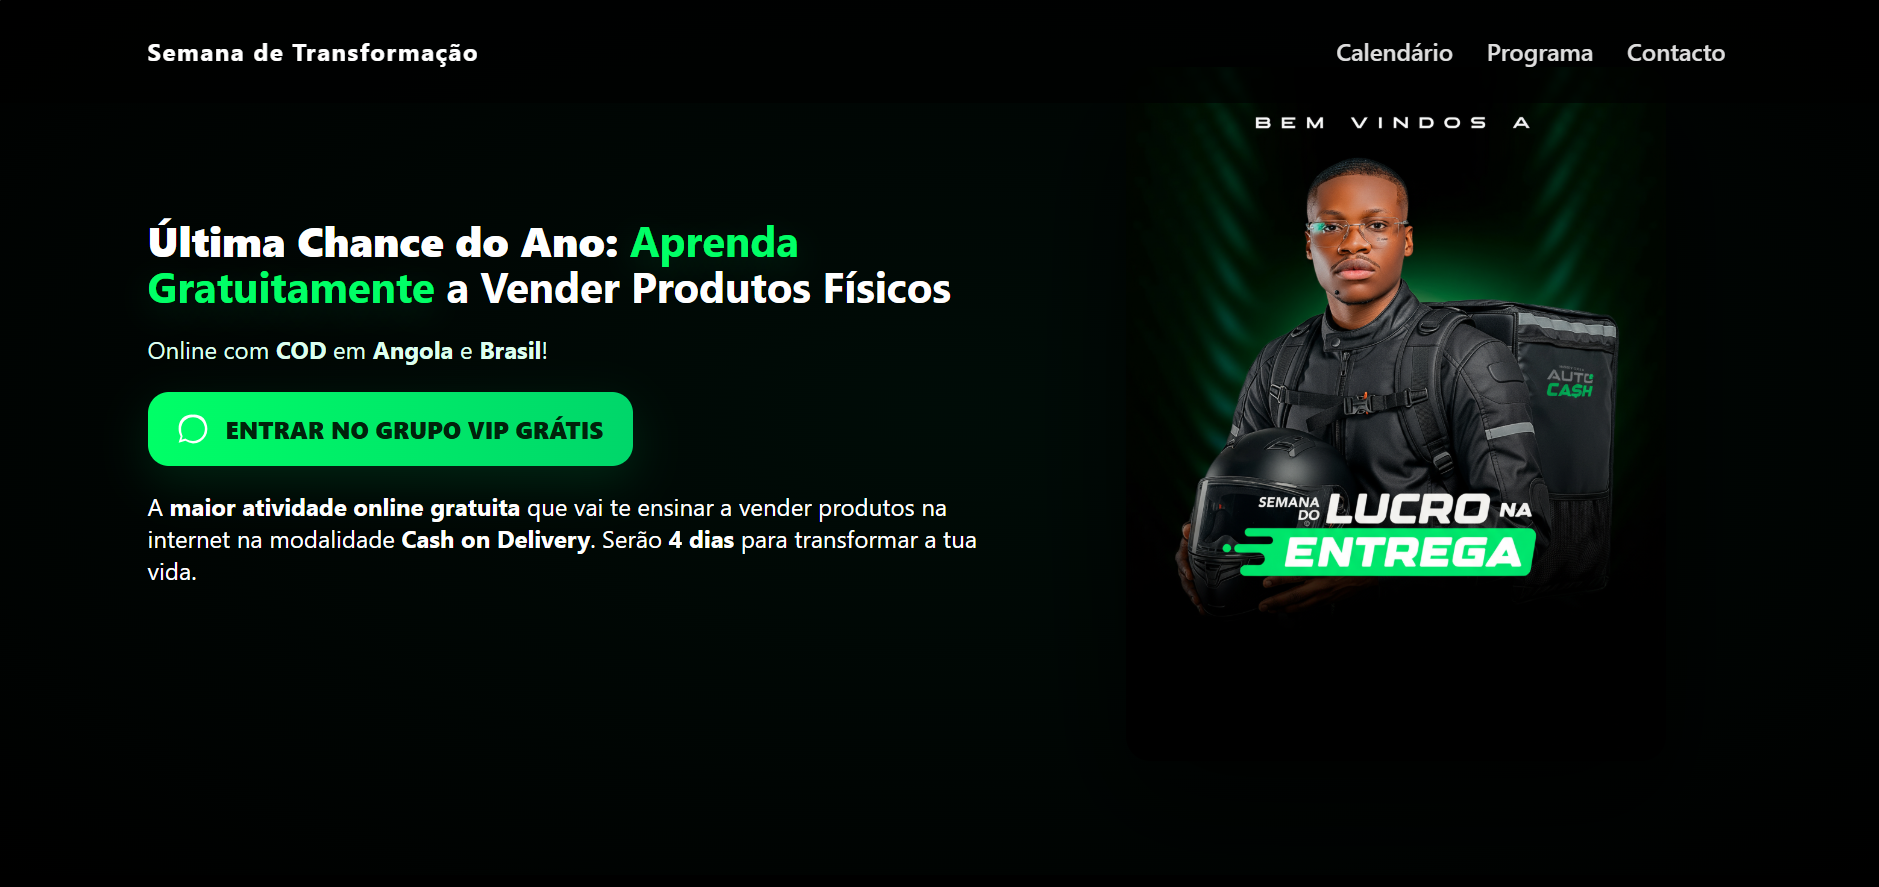 Semana de Transformação
Calendário Programa Contacto
BEM VINDOS A
Última Chance do Ano: Aprenda
Gratuitamente a Vender Produtos Físicos
Online com COD em Angola e Brasil!
ENTRAR NO GRUPO VIP GRÁTIS
A maior atividade online gratuita que vai te ensinar a vender produtos na
internet na modalidade Cash on Delivery. Serão 4 dias para transformar a tua
vida.
AUTO
CA$H
SEMANA
DO
LUCRO NA
ENTREGA